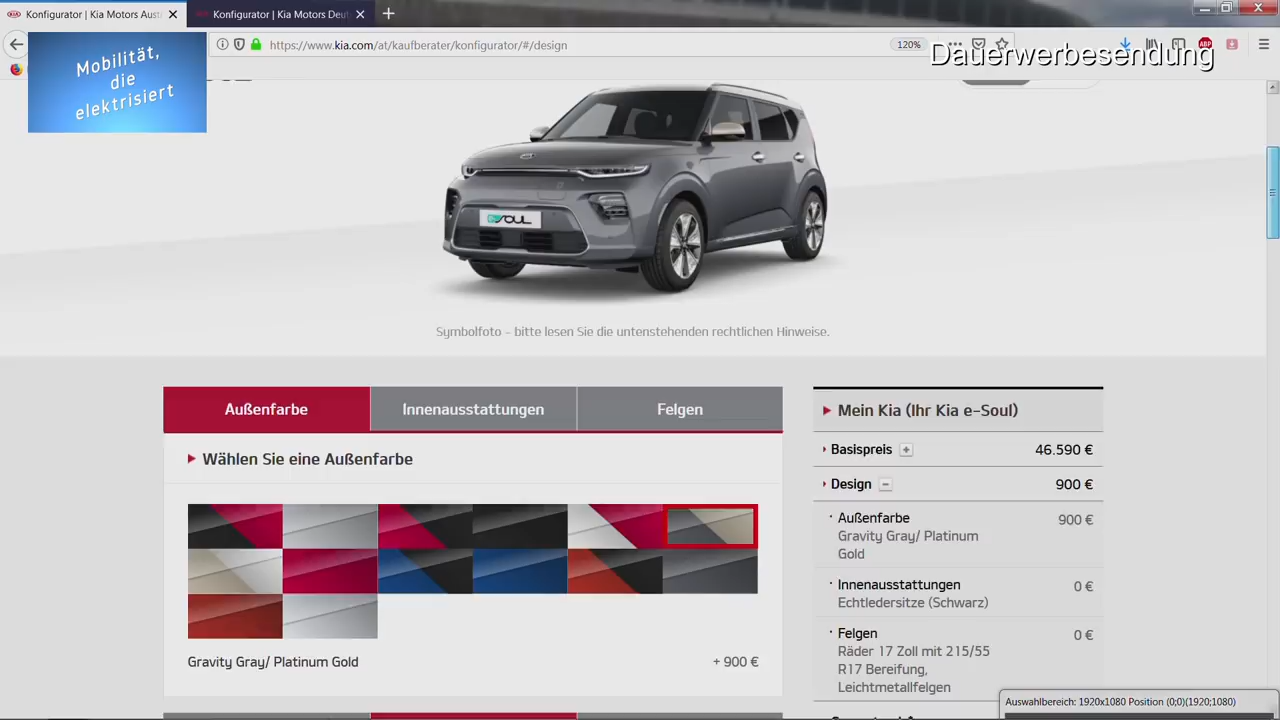 Konfigurator | Kia Motors Aust
Konfigurator | Kia Motors Deut
https://www.kia.com/at/kaufberater/konfigurator/#/design
120%
ABP
Dauerwerbesendung
Mobilität,
die
elektrisiert
SOUL
Symbolfoto – bitte lesen Sie die untenstehenden rechtlichen Hinweise.
Außenfarbe
Innenausstattungen
Felgen
Wählen Sie eine Außenfarbe
Gravity Gray/ Platinum Gold
+ 900 €
Mein Kia (Ihr Kia e-Soul)
Basispreis 46.590 €
Design 900 €
Außenfarbe 900 €
Gravity Gray/ Platinum
Gold
Innenausstattungen 0 €
Echtledersitze (Schwarz)
Felgen 0 €
Räder 17 Zoll mit 215/55
R17 Bereifung,
Leichtmetallfelgen
Auswahlbereich: 1920x1080 Position (0;0)(1920;1080)